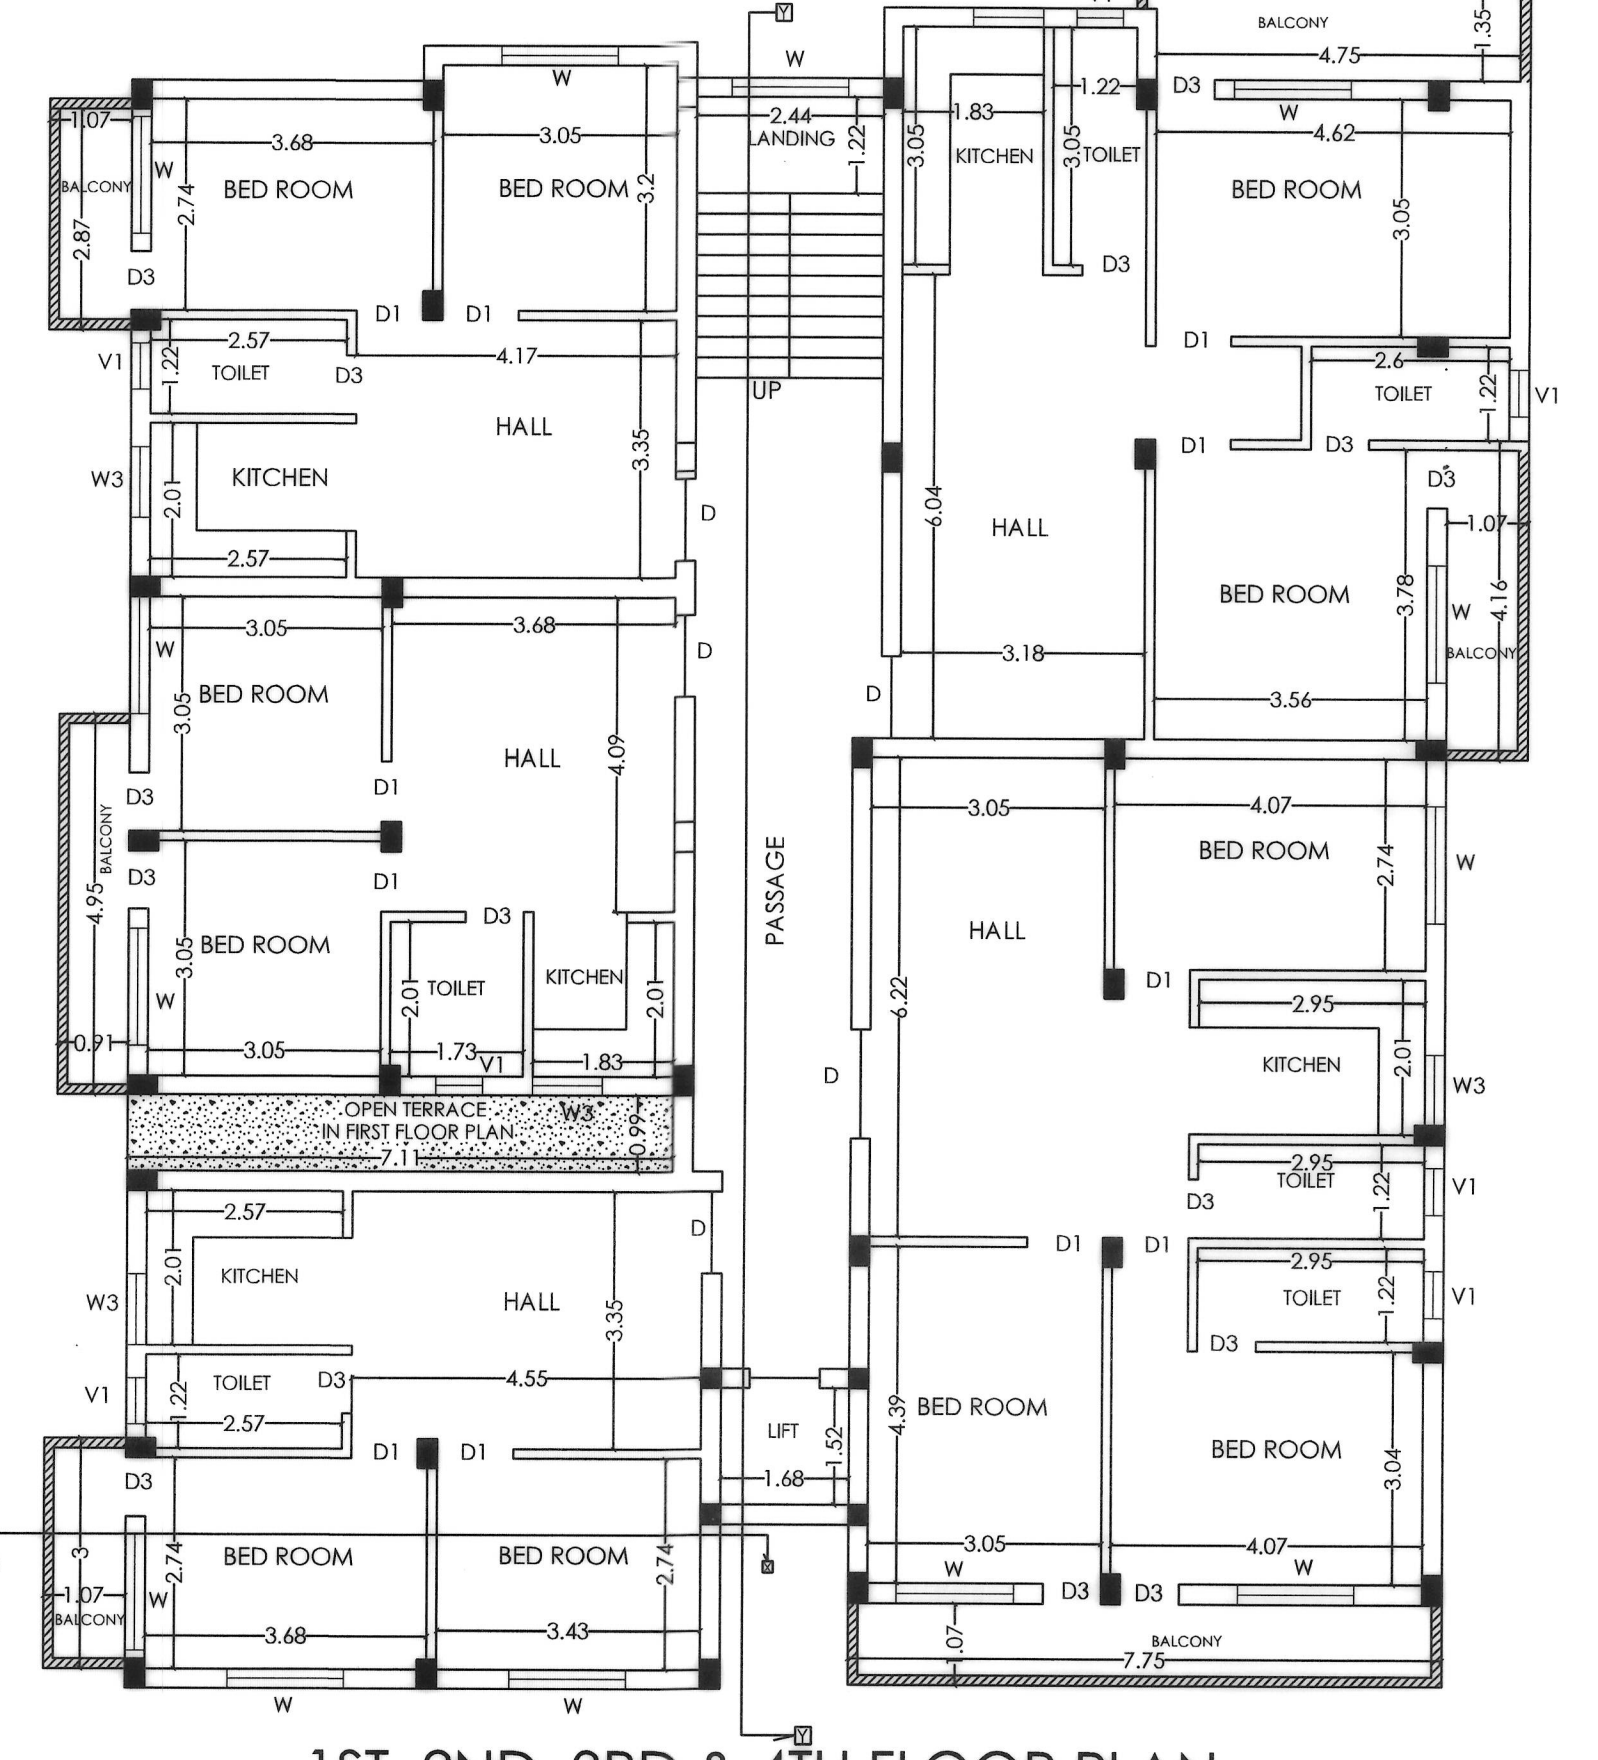 Y
BALCONY
1.35
4.75
W
W
D3
W
1.07
3.68
3.05
2.44
LANDING
1.22
1.83
1.22
4.62
3.05
KITCHEN
3.05
TOILET
W
BALCONY
2.74
BED ROOM
BED ROOM
3.2
BED ROOM
3.05
2.87
D3
D3
D1
D1
2.57
V1
1.22
TOILET
D3
4.17
UP
D1
2.6
TOILET
1.22
V1
HALL
3.35
D1
D3
W3
2.01
KITCHEN
D
D3
6.04
HALL
1.07
2.57
3.05
3.68
W
D
BED ROOM
3.78
W
4.16
BALCONY
3.18
D
3.56
BED ROOM
3.05
HALL
4.09
D1
D3
BALCONY
4.95
D3
D1
PASSAGE
3.05
4.07
BED ROOM
2.74
W
HALL
BED ROOM
3.05
D3
TOILET
2.01
KITCHEN
2.01
W
6.22
D1
2.95
0.91
3.05
1.73
V1
1.83
KITCHEN
2.01
D
W3
OPEN TERRACE
IN FIRST FLOOR PLAN
W3
0.99
7.11
2.95
TOILET
1.22
V1
D3
2.57
D
2.01
KITCHEN
W3
HALL
3.35
D1
D1
2.95
TOILET
1.22
V1
D3
V1
1.22
TOILET
D3
4.55
2.57
D1
D1
LIFT
1.52
1.68
4.39
BED ROOM
BED ROOM
3.04
D3
3
2.74
BED ROOM
BED ROOM
2.74
X
1.07
W
BALCONY
3.68
3.43
3.05
4.07
W
W
D3
D3
.07
BALCONY
7.75
W
W
Y
1ST, 2ND, 3RD & 4TH FLOOR PLAN